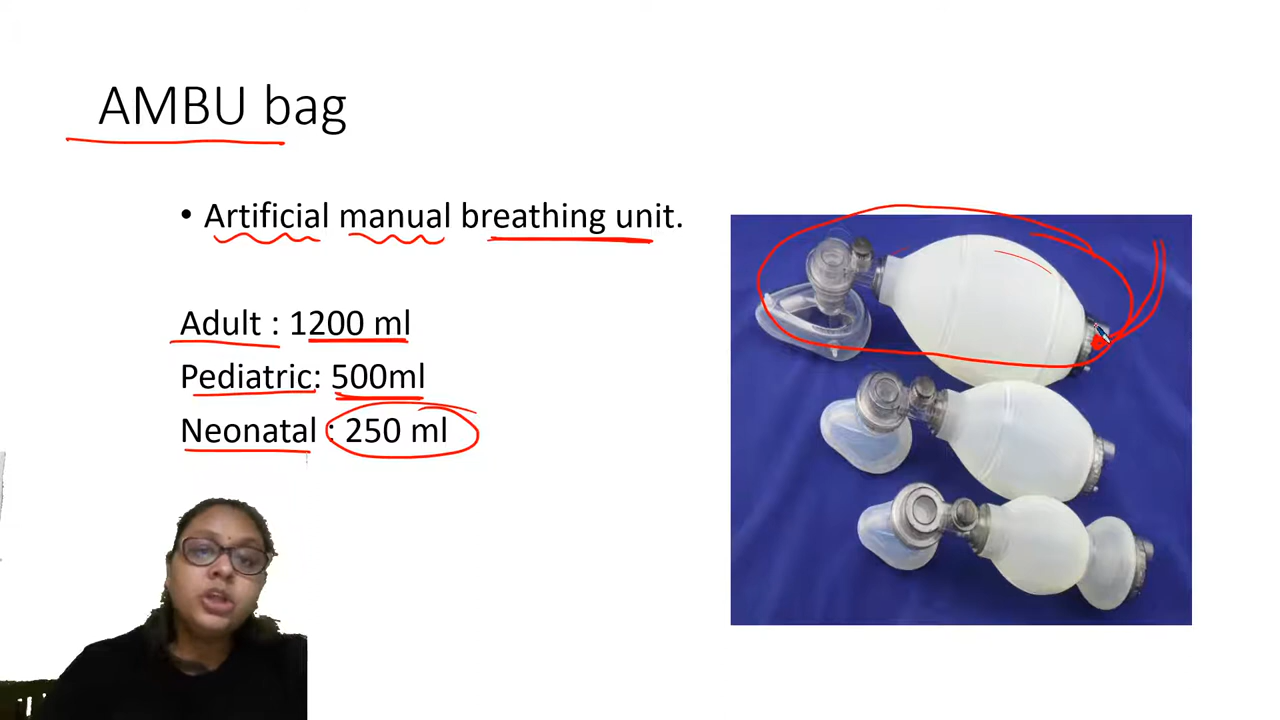 AMBU bag
• Artificial manual breathing unit.
Adult : 1200 ml
Pediatric: 500ml
Neonatal : 250 ml